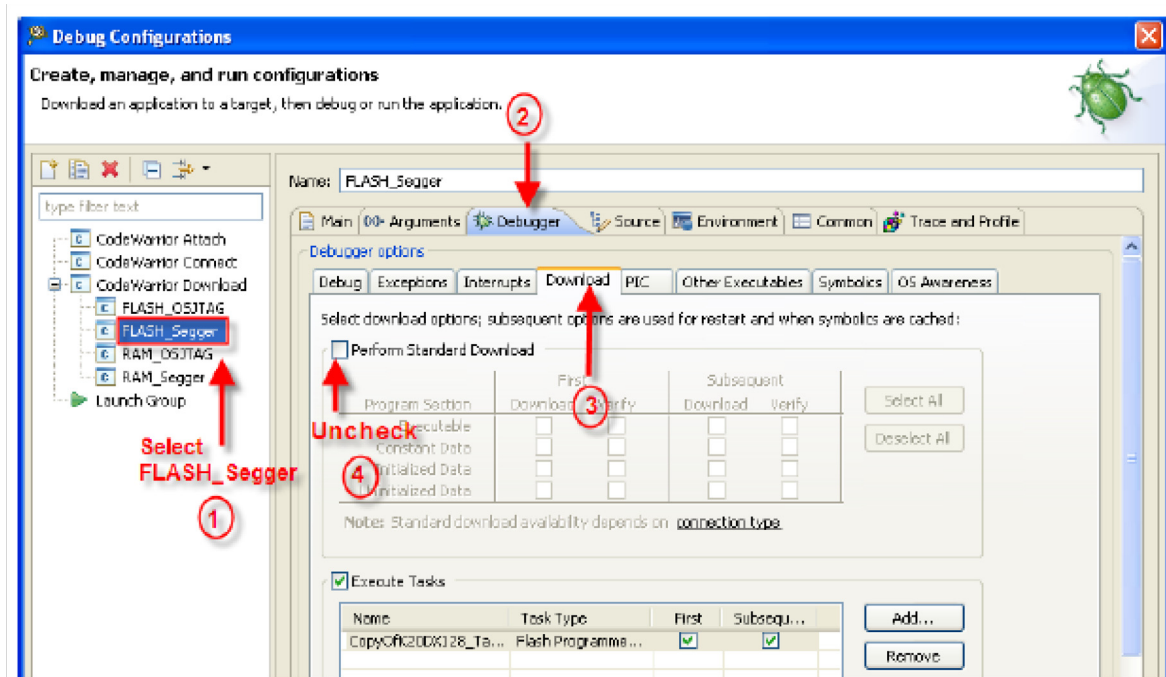 Debug Configurations
Create, manage, and run configurations
Download an application to a target, then debug or run the application.
2
Name: FLASH_Segger
type filter text
Main (x)= Arguments Debugger Source Environment Common Trace and Profile
CodeWarrior Attach
CodeWarrior Connect
CodeWarrior Download
FLASH_OSJTAG
FLASH_Segger
RAM_OSJTAG
RAM_Segger
Launch Group
Select
FLASH_Segger
1
Debugger options
Debug Exceptions Interrupts Download PIC Other Executables Symbolics OS Awareness
Select download options; subsequent options are used for restart and when symbolics are cached:
Perform Standard Download
First Subsequent
Program Section Download Verify Download Verify
3
Select All
Deselect All
Uncheck
4
Executable
Constant Data
Initialized Data
Uninitialized Data
Note: Standard download availability depends on connection type
Execute Tasks
Name Task Type First Subsequ...
CopyOfK20DX128_Ta... Flash Programme...
Add...
Remove